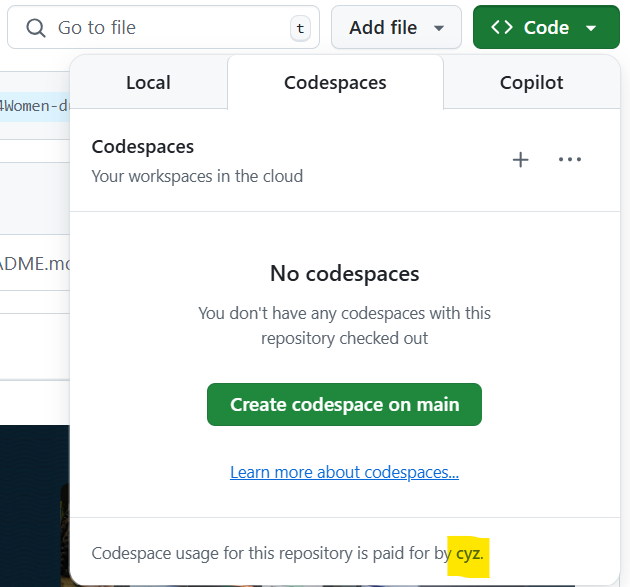 Go to file
t
Add file
Code
Local
Codespaces
Copilot
4Women-d
Codespaces
Your workspaces in the cloud
ADME.m
No codespaces
You don't have any codespaces with this
repository checked out
Create codespace on main
Learn more about codespaces...
Codespace usage for this repository is paid for by cyz.